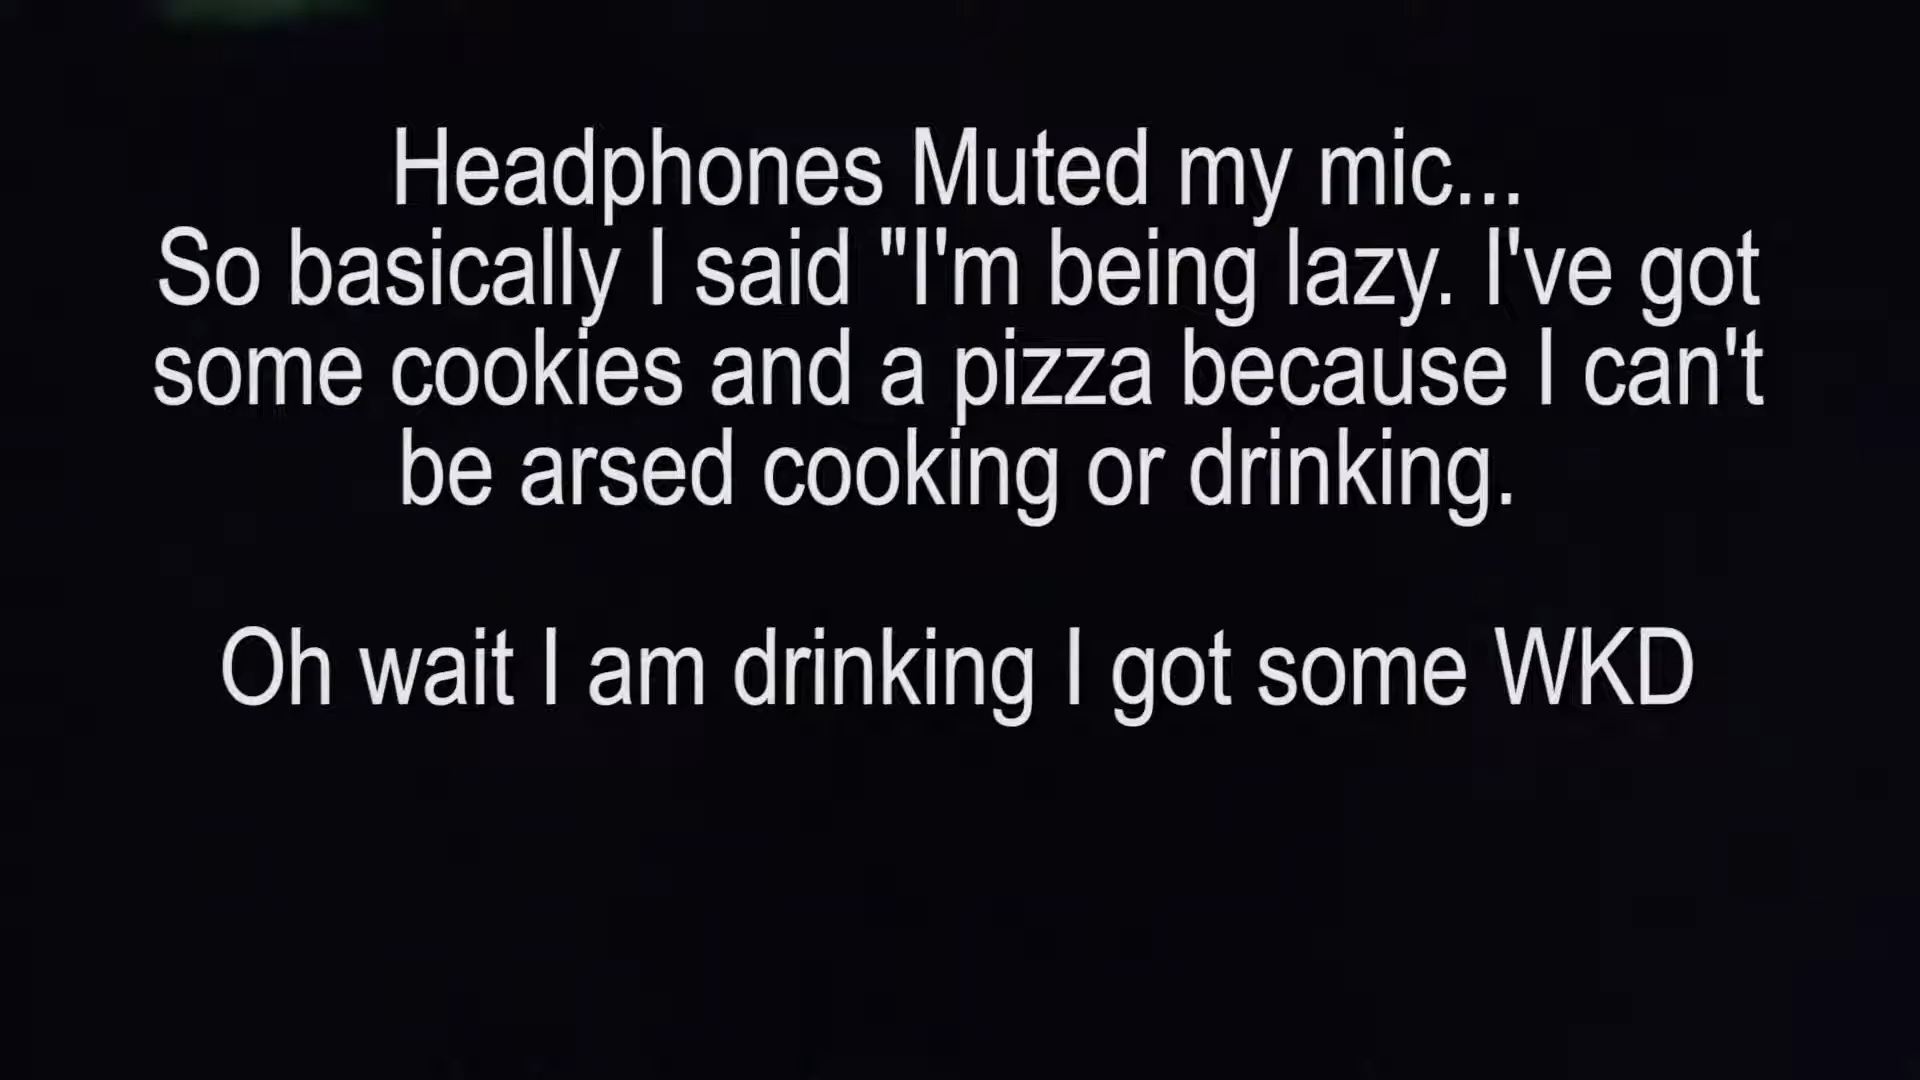 Headphones Muted my mic...
So basically I said "I'm being lazy. I've got
some cookies and a pizza because I can't
be arsed cooking or drinking.
Oh wait I am drinking I got some WKD